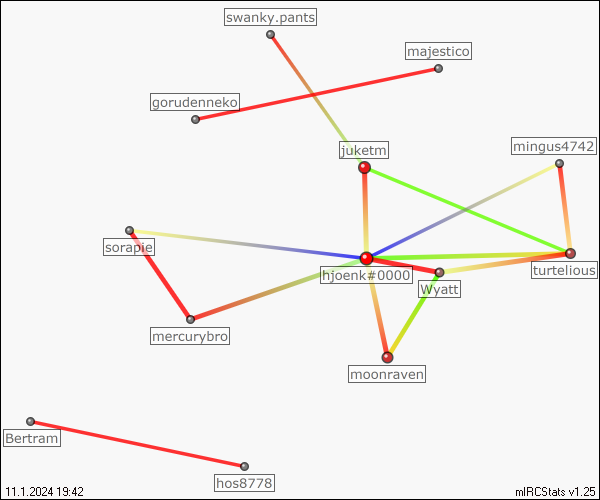 swanky.pants
majestico
gorudenneko
juketm
mingus4742
sorapie
hjoenk#0000
turtelious
Wyatt
mercurybro
moonraven
Bertram
hos8778
11.1.2024 19:42
mIRCStats v1.25